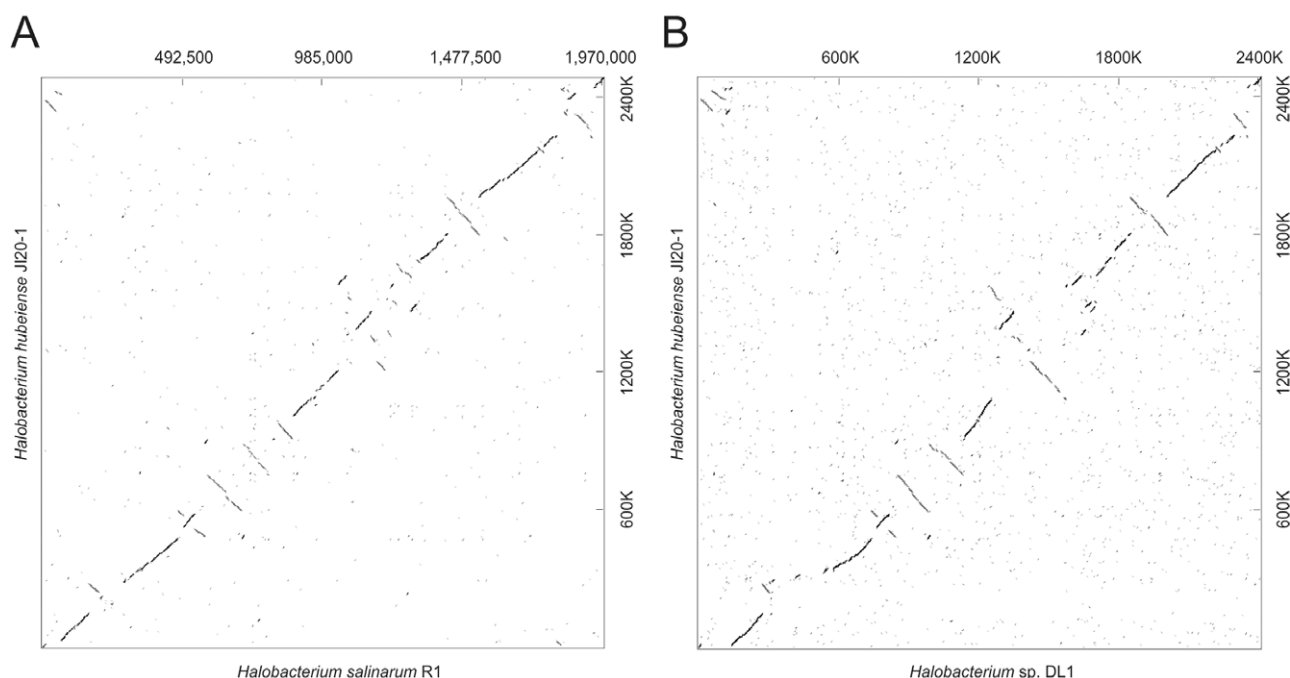 A
B
492,500 985,000 1,477,500 1,970,000
600K 1200K 1800K 2400K
2400K
1800K
1200K
600K
Halobacterium hubeiense JI20-1
2400K
1800K
1200K
600K
Halobacterium hubeiense JI20-1
Halobacterium salinarum R1
Halobacterium sp. DL1